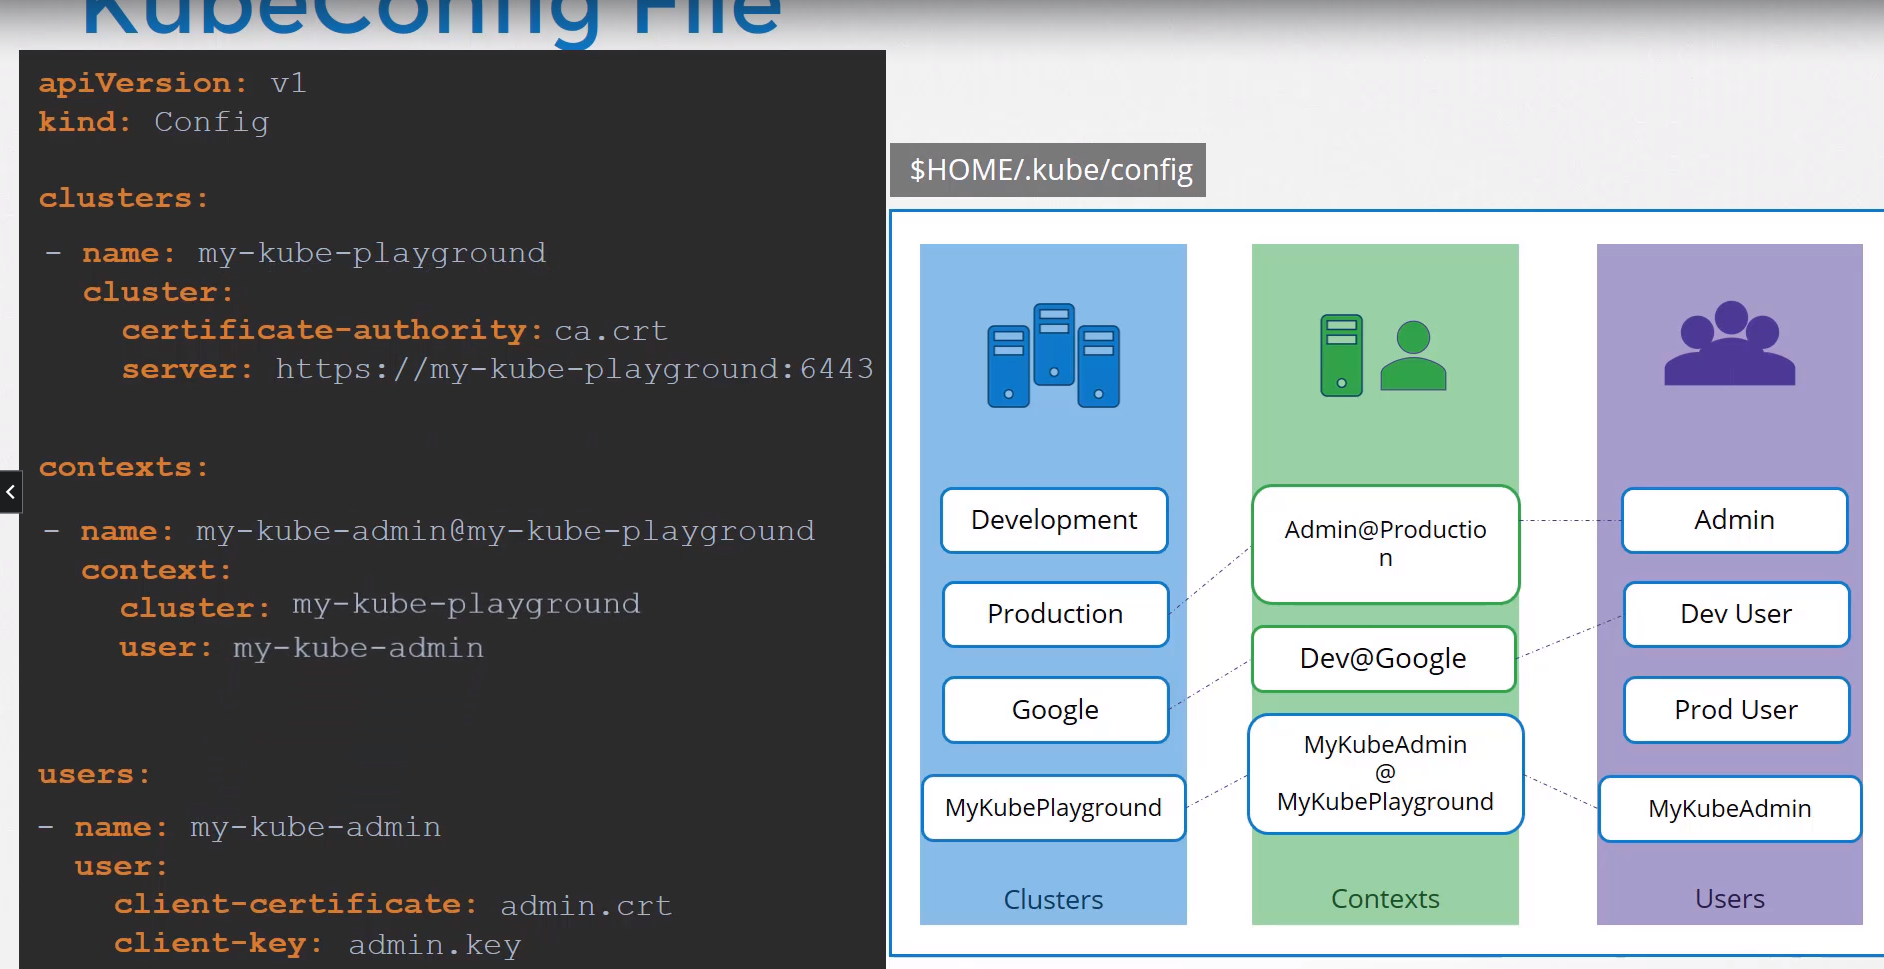 KubeConfig File
apiVersion: v1
kind: Config
clusters:
- name: my-kube-playground
cluster:
certificate-authority: ca.crt
server: https://my-kube-playground:6443
contexts:
- name: my-kube-admin@my-kube-playground
context:
cluster: my-kube-playground
user: my-kube-admin
users:
- name: my-kube-admin
user:
client-certificate: admin.crt
client-key: admin.key
$HOME/.kube/config
Development
Production
Google
MyKubePlayground
Clusters
Admin@Productio
n
Dev@Google
MyKubeAdmin
@
MyKubePlayground
Contexts
Admin
Dev User
Prod User
MyKubeAdmin
Users